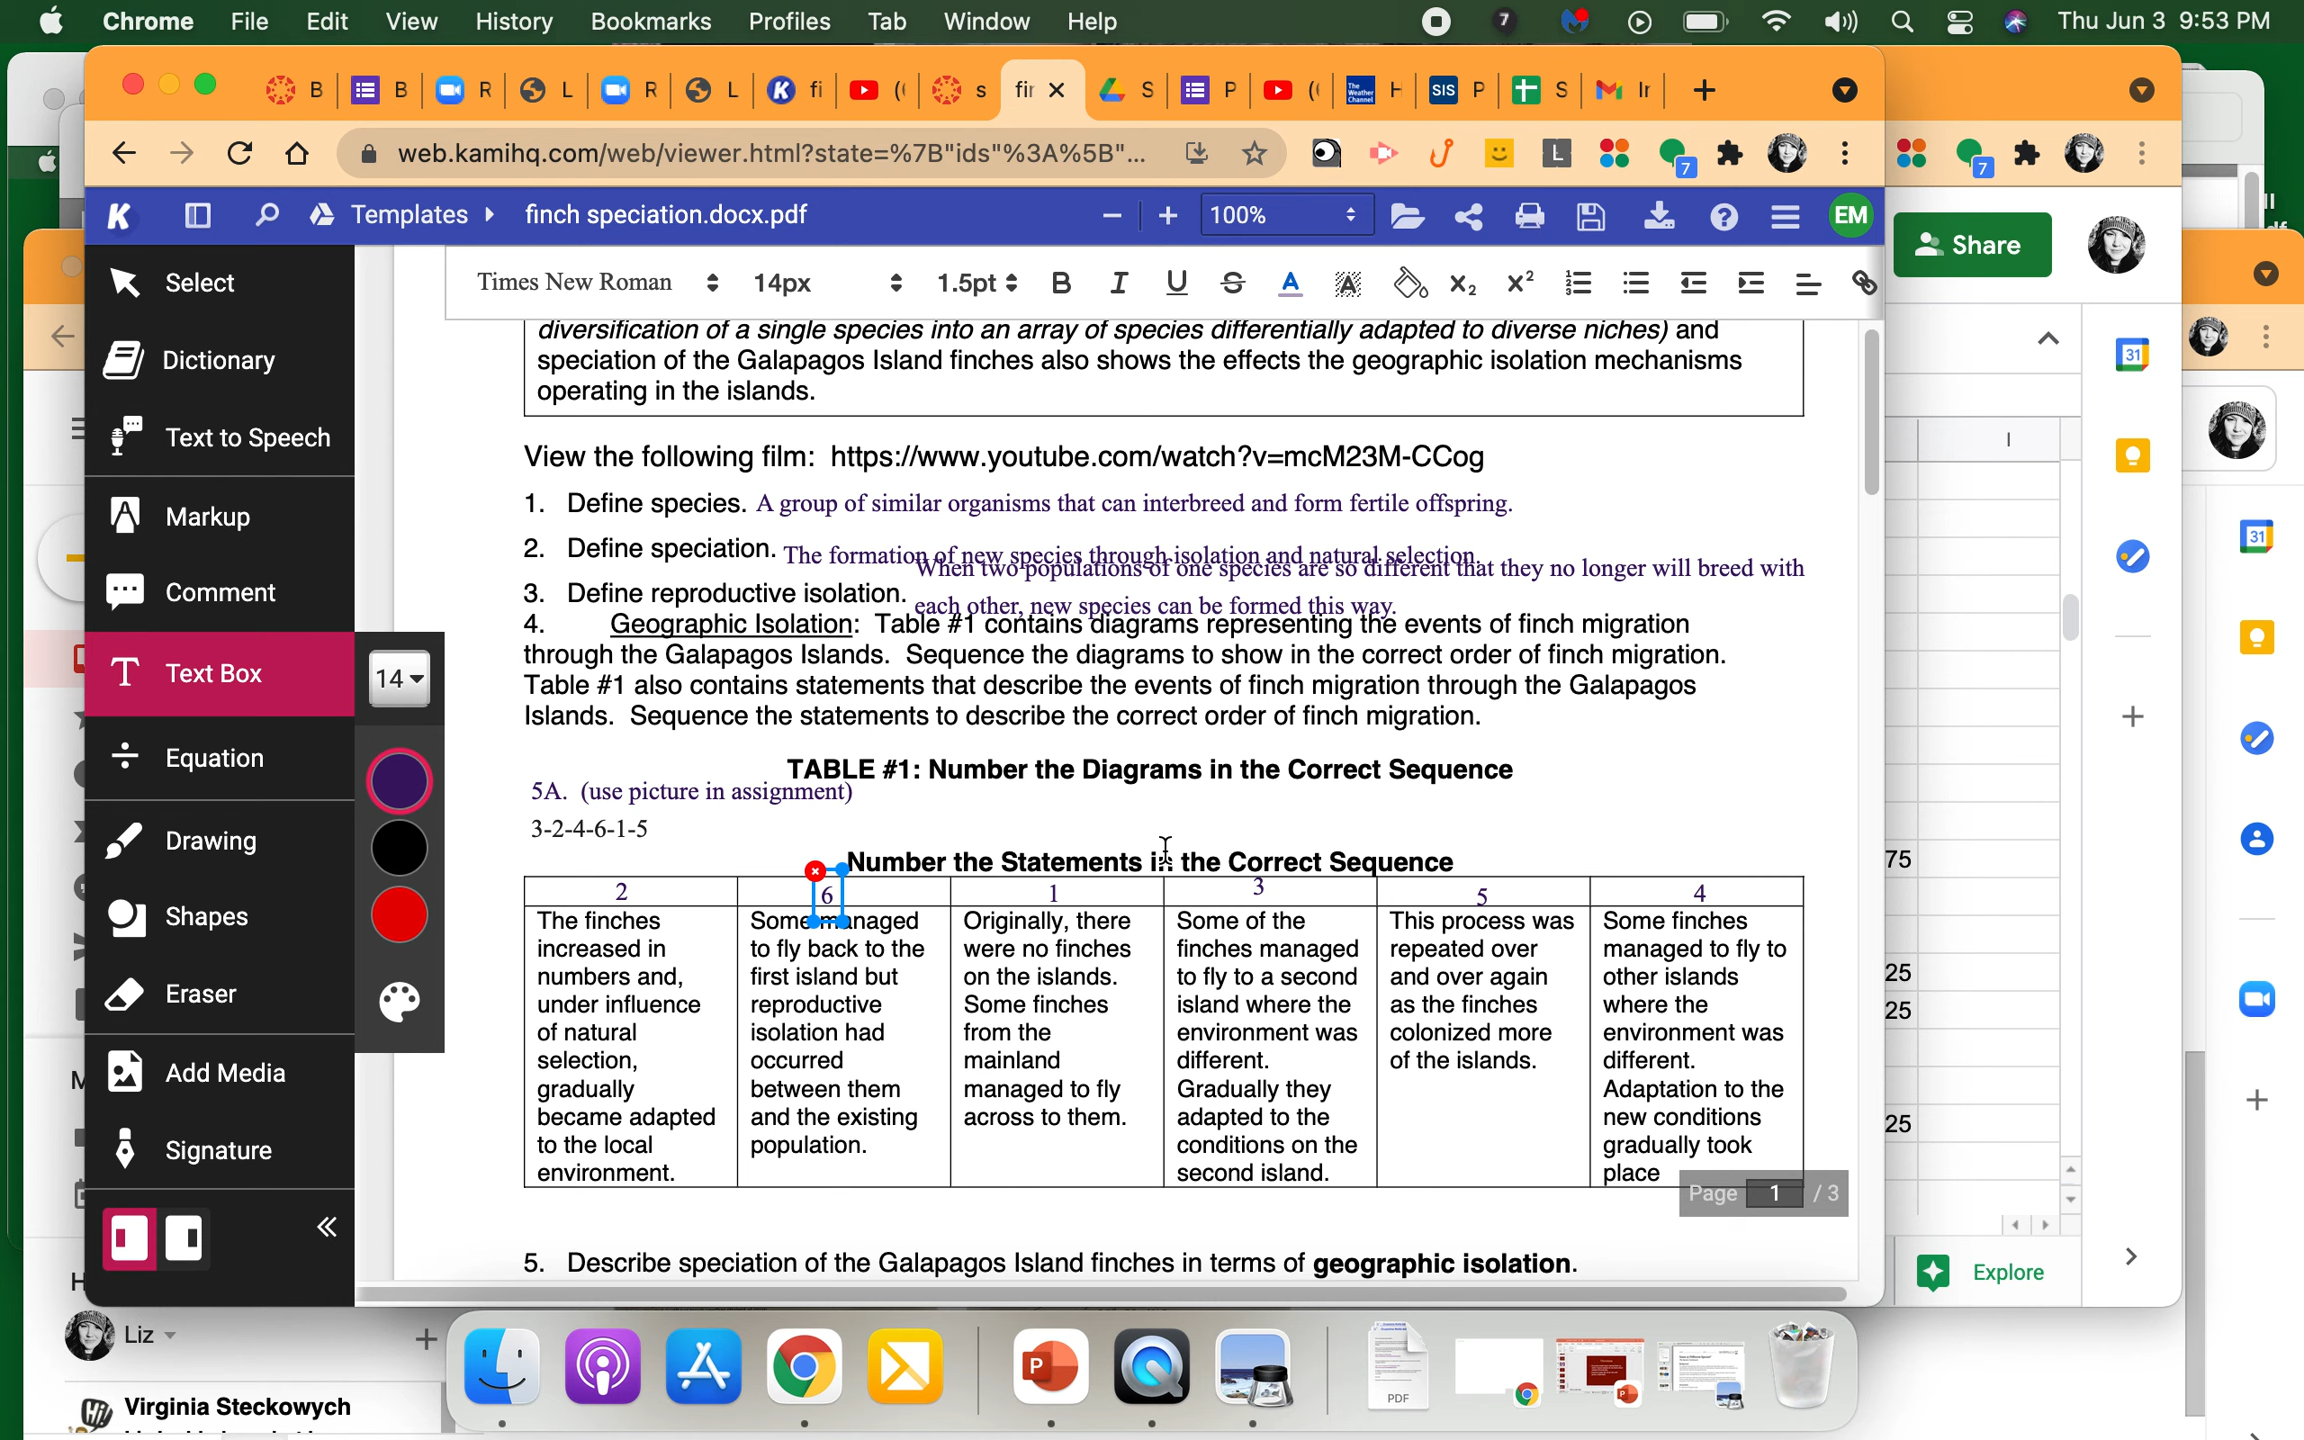 Chrome File Edit View History Bookmarks Profiles Tab Window Help 7 Thu Jun 3 9:53 PM
B B R L R L fi s fir S P H SIS P S Ir
web.kamihq.com/web/viewer.html?state=%7B"ids"%3A%5B"... 7 7
Templates finch speciation.docx.pdf 100% EM
Share
Times New Roman 14px 1.5pt B I U S A X₂ X²
Select
Dictionary
Text to Speech
Markup
Comment
Text Box
14
Equation
Drawing
Shapes
Eraser
Add Media
Signature
diversification of a single species into an array of species differentially adapted to diverse niches) and
speciation of the Galapagos Island finches also shows the effects the geographic isolation mechanisms
operating in the islands.
View the following film: https://www.youtube.com/watch?v=mcM23M-CCog
1. Define species. A group of similar organisms that can interbreed and form fertile offspring.
2. Define speciation. The formation of new species through isolation and natural selection.
When two populations of one species are so different that they no longer will breed with
3. Define reproductive isolation.
each other, new species can be formed this way.
4. Geographic Isolation: Table #1 contains diagrams representing the events of finch migration
through the Galapagos Islands. Sequence the diagrams to show in the correct order of finch migration.
Table #1 also contains statements that describe the events of finch migration through the Galapagos
Islands. Sequence the statements to describe the correct order of finch migration.
TABLE #1: Number the Diagrams in the Correct Sequence
5A. (use picture in assignment)
3-2-4-6-1-5
Number the Statements in the Correct Sequence
2 6 1 3 5 4
The finches
increased in
numbers and,
under influence
of natural
selection,
gradually
became adapted
to the local
environment.
Some managed
to fly back to the
first island but
reproductive
isolation had
occurred
between them
and the existing
population.
Originally, there
were no finches
on the islands.
Some finches
from the
mainland
managed to fly
across to them.
Some of the
finches managed
to fly to a second
island where the
environment was
different.
Gradually they
adapted to the
conditions on the
second island.
This process was
repeated over
and over again
as the finches
colonized more
of the islands.
Some finches
managed to fly to
other islands
where the
environment was
different.
Adaptation to the
new conditions
gradually took
place
Page 1 / 3
5. Describe speciation of the Galapagos Island finches in terms of geographic isolation.
I
75
25
25
25
31
31
Explore
Liz
Virginia Steckowych
PDF